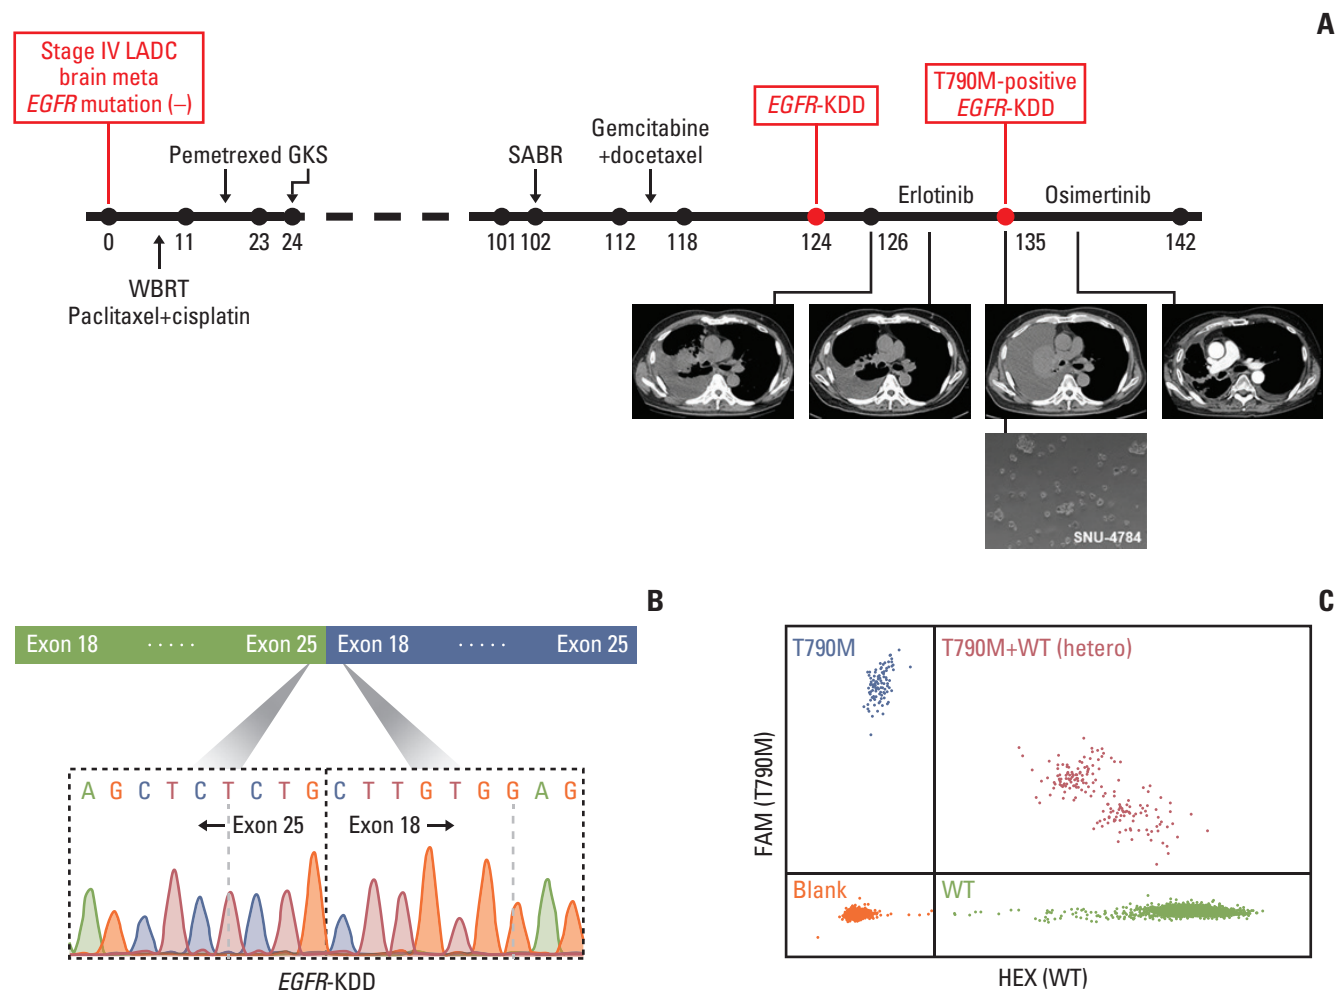 A
Stage IV LADC
brain meta
EGFR mutation (–)
Pemetrexed GKS
SABR
Gemcitabine
+docetaxel
EGFR-KDD
T790M-positive
EGFR-KDD
Erlotinib
Osimertinib
0 11 23 24 101 102 112 118 124 126 135 142
WBRT
Paclitaxel+cisplatin
SNU-4784
B
Exon 18 ····· Exon 25 Exon 18 ····· Exon 25
A G C T C T C T G C T T G T G G A G
Exon 25 Exon 18
EGFR-KDD
C
T790M
T790M+WT (hetero)
Blank
WT
FAM (T790M)
HEX (WT)